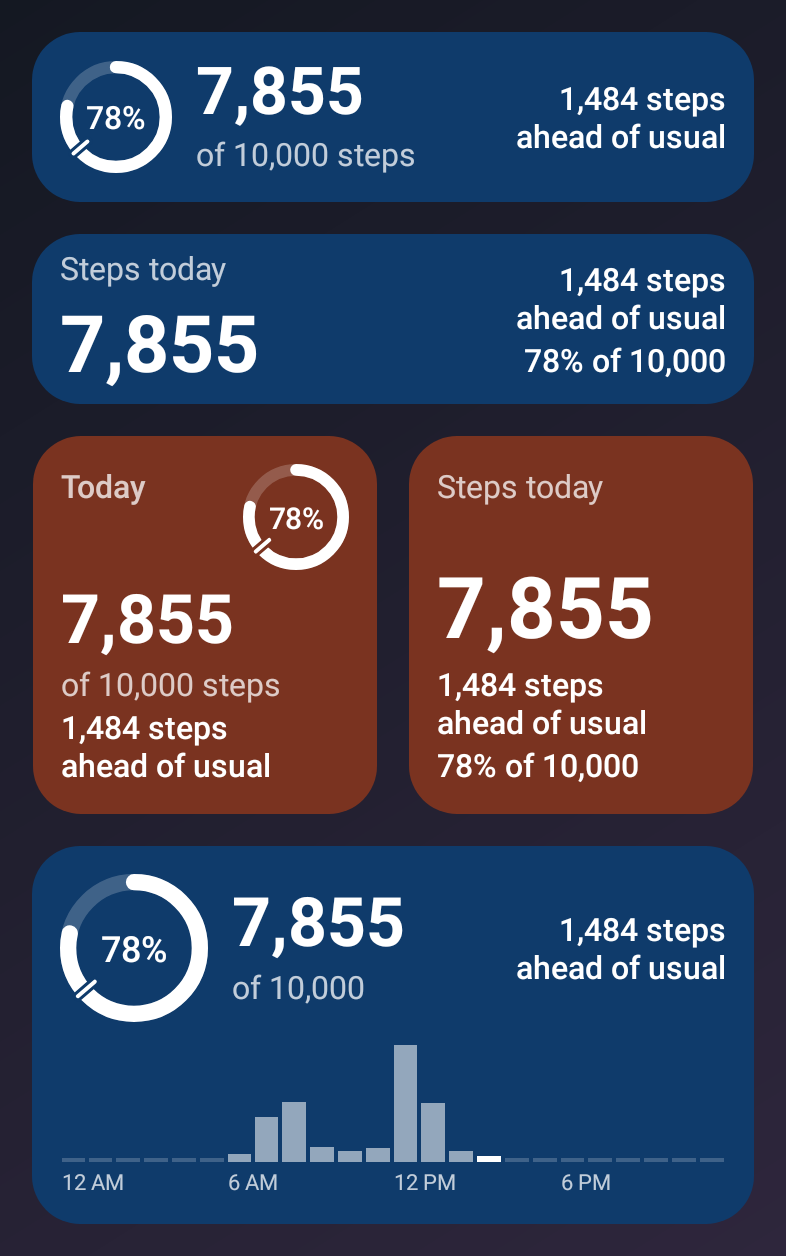 78%
7,855
of 10,000 steps
1,484 steps
ahead of usual
Steps today
7,855
1,484 steps
ahead of usual
78% of 10,000
Today
78%
7,855
of 10,000 steps
1,484 steps
ahead of usual
Steps today
7,855
1,484 steps
ahead of usual
78% of 10,000
78%
7,855
of 10,000
1,484 steps
ahead of usual
12 AM
6 AM
12 PM
6 PM